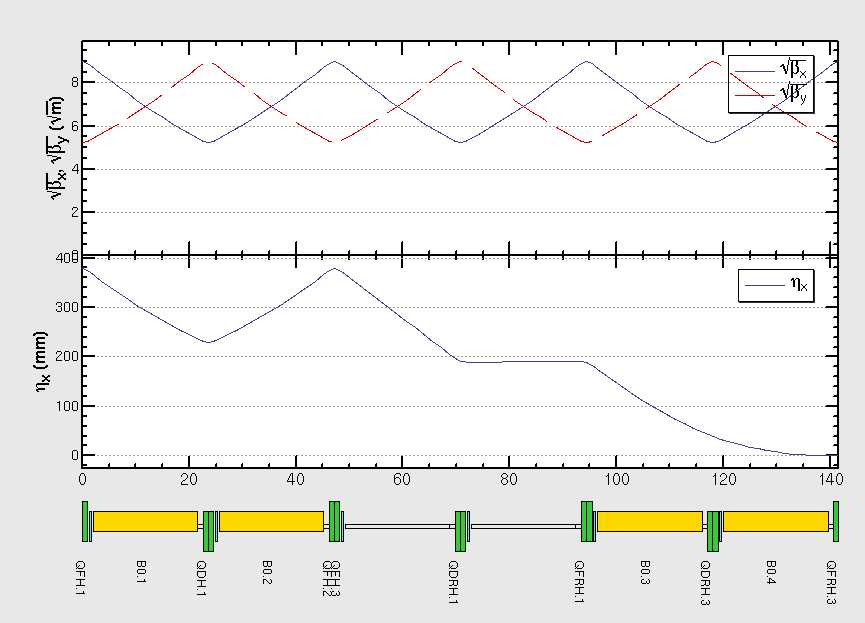 √βx, √βy (√m)
8
6
4
2
0
√βx
√βy
ηx (mm)
400
300
200
100
0
ηx
0 20 40 60 80 100 120 140
QFH.1 B0.1 QDH.1 B0.2 QFH.2 QFH.3 QDRH.1 QFRH.1 B0.3 QDRH.3 B0.4 QFRH.3